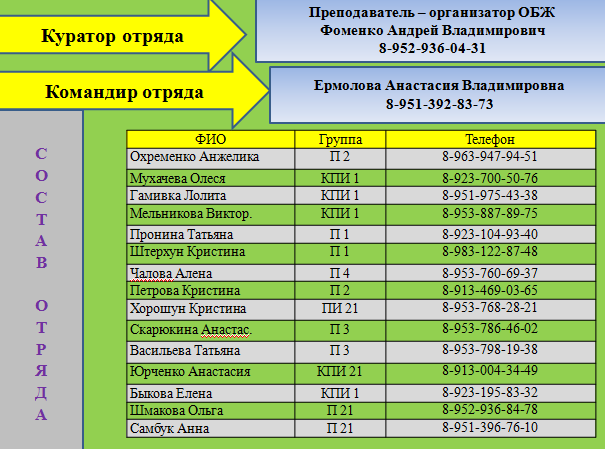 Куратор отряда
Преподаватель – организатор ОБЖ
Фоменко Андрей Владимирович
8-952-936-04-31
Командир отряда
Ермолова Анастасия Владимировна
8-951-392-83-73
СОСТАВ ОТРЯДА
ФИО Группа Телефон
Охременко Анжелика П 2 8-963-947-94-51
Мухачева Олеся КПИ 1 8-923-700-50-76
Гамивка Лолита КПИ 1 8-951-975-43-38
Мельникова Виктор. КПИ 1 8-953-887-89-75
Пронина Татьяна П 1 8-923-104-93-40
Штерхун Кристина П 1 8-983-122-87-48
Чалова Алена П 4 8-953-760-69-37
Петрова Кристина П 2 8-913-469-03-65
Хорошун Кристина ПИ 21 8-953-768-28-21
Скарюкина Анастас. П 3 8-953-786-46-02
Васильева Татьяна П 3 8-953-798-19-38
Юрченко Анастасия КПИ 21 8-913-004-34-49
Быкова Елена КПИ 1 8-923-195-83-32
Шмакова Ольга П 21 8-952-936-84-78
Самбук Анна П 21 8-951-396-76-10